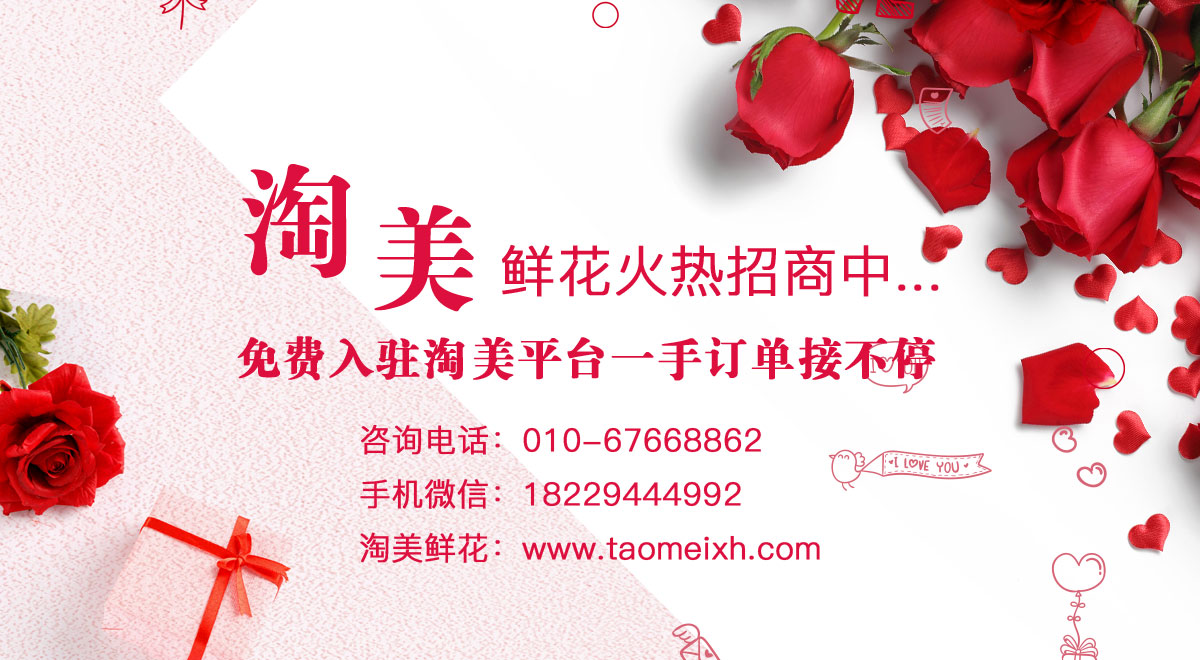 淘美 鲜花火热招商中...
免费入驻淘美平台一手订单接不停
咨询电话：010-67668862
手机微信：18229444992
淘美鲜花：www.taomeixh.com
I LOVE YOU